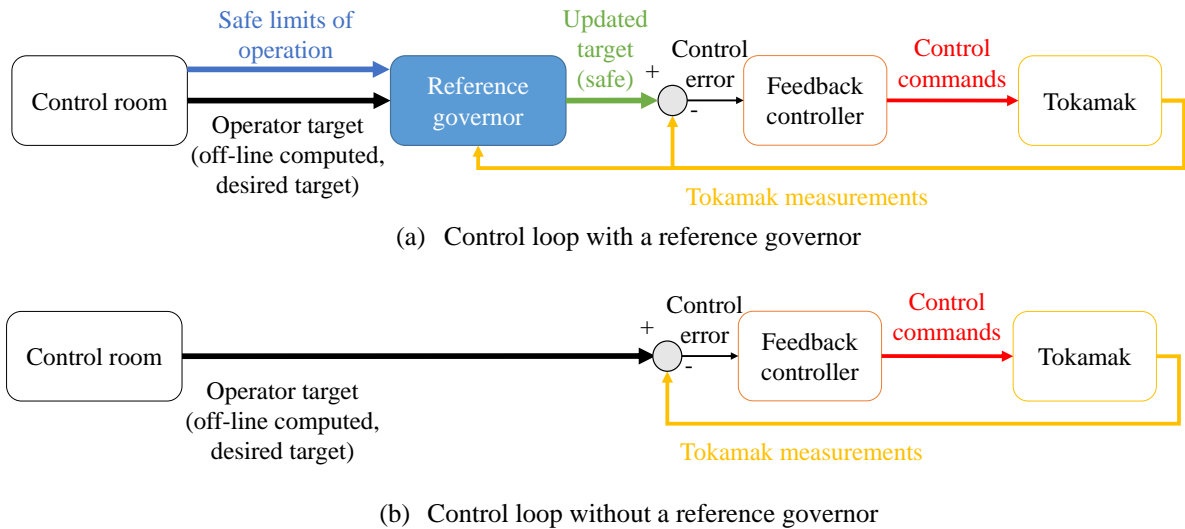 Safe limits of
operation
Control room
Operator target
(off-line computed,
desired target)
Reference
governor
Updated
target
(safe)
+
-
Control
error
Feedback
controller
Control
commands
Tokamak
Tokamak measurements
(a) Control loop with a reference governor
Control room
Operator target
(off-line computed,
desired target)
+
-
Control
error
Feedback
controller
Control
commands
Tokamak
Tokamak measurements
(b) Control loop without a reference governor